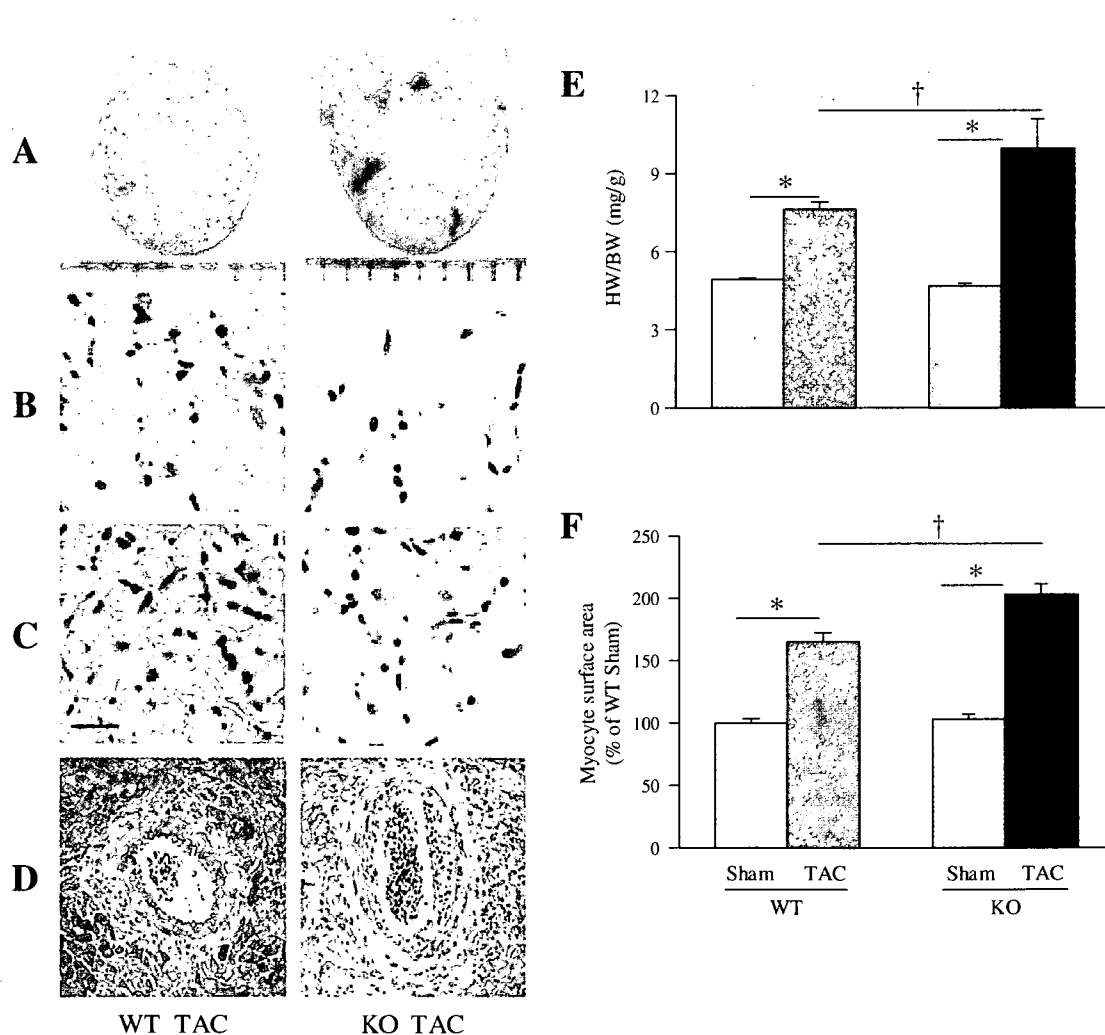 A
B
C
D
WT TAC
KO TAC
E
HW/BW (mg/g)
12
9
6
3
0
*
*
†
F
Myocyte surface area
(% of WT Sham)
250
200
150
100
50
0
*
*
†
Sham
TAC
Sham
TAC
WT
KO